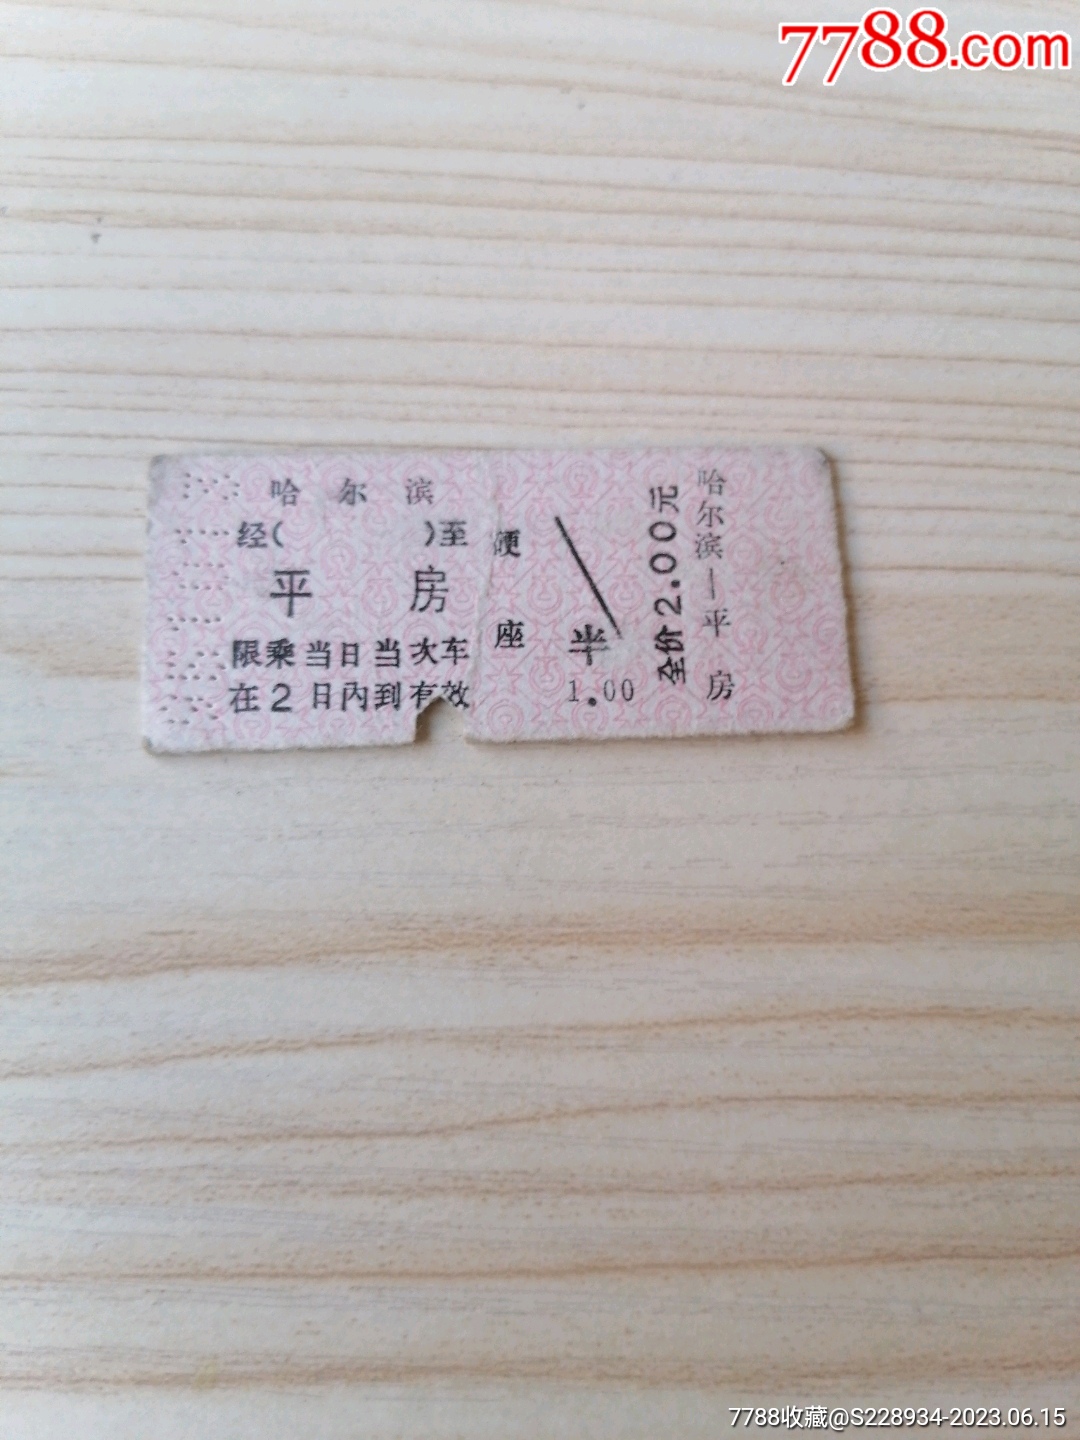 7788.com
哈尔滨
经(    )至
平房
限乘当日当次车
在2日内到有效
硬座
半
1.00
全价2.00元
哈尔滨—平房
7788收藏@S228934-2023.06.15